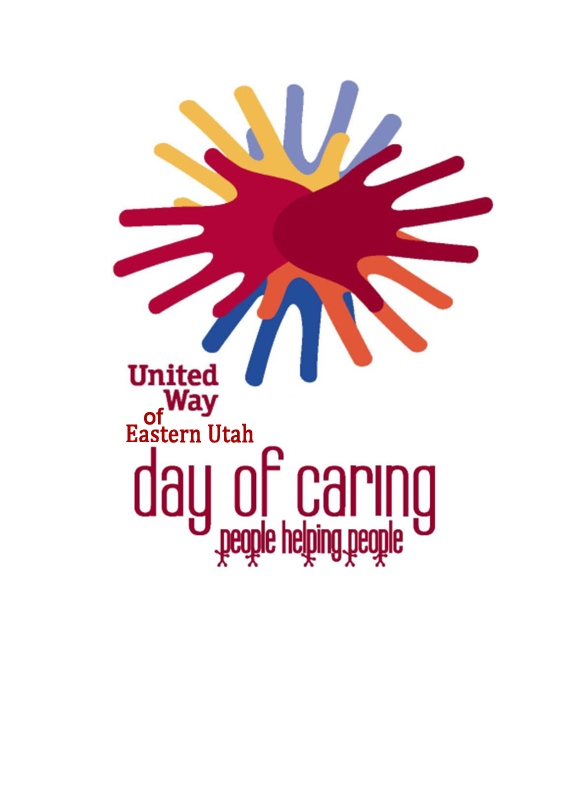 United
Way
of
Eastern Utah
day of caring
people helping people